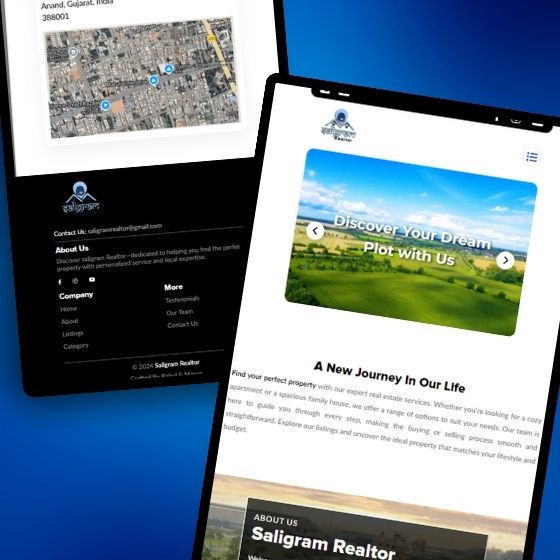 Anand, Gujarat, India
388001
saligram
Contact Us: saligramrealtor@gmail.com
About Us
Discover saligram Realtor—dedicated to helping you find the perfec
property with personalized service and local expertise.
Company
More
Home
Testimonials
About
Our Team
Listings
Contact Us
Category
© 2024 Saligram Realtor
saligram
Realtor
Discover Your Dream
Plot with Us
A New Journey In Our Life
Find your perfect property with our expert real estate services. Whether you're looking for a cozy
apartment or a spacious family house, we offer a range of options to suit your needs. Our team is
here to guide you through every step, making the buying or selling process smooth and
straightforward. Explore our listings and uncover the ideal property that matches your lifestyle and
budget.
ABOUT US
Saligram Realtor